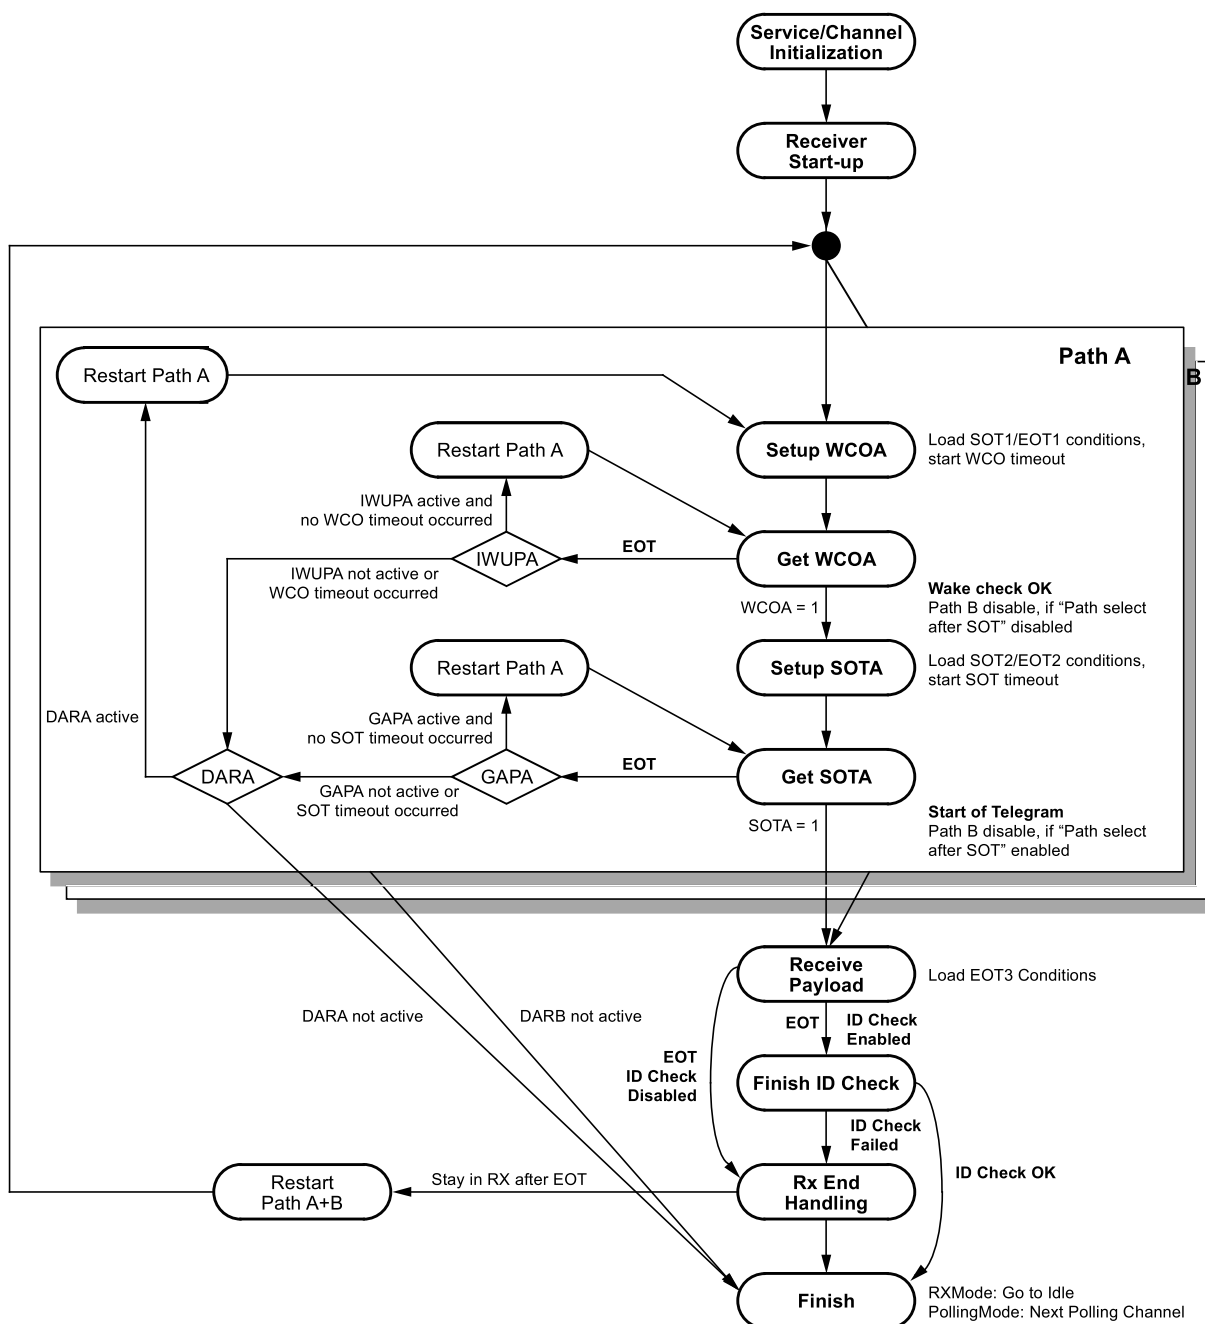 Service/Channel
Initialization
Receiver
Start-up
Path A
B
Restart Path A
Setup WCOA
Load SOT1/EOT1 conditions,
start WCO timeout
Restart Path A
IWUPA active and
no WCO timeout occurred
IWUPA
EOT
Get WCOA
IWUPA not active or
WCO timeout occurred
WCOA = 1
Wake check OK
Path B disable, if “Path select
after SOT” disabled
Restart Path A
Setup SOTA
Load SOT2/EOT2 conditions,
start SOT timeout
DARA active
GAPA active and
no SOT timeout occurred
DARA
GAPA
EOT
Get SOTA
GAPA not active or
SOT timeout occurred
SOTA = 1
Start of Telegram
Path B disable, if “Path select
after SOT” enabled
Receive
Payload
Load EOT3 Conditions
DARA not active
DARB not active
EOT
ID Check
Enabled
EOT
ID Check
Disabled
Finish ID Check
ID Check
Failed
ID Check OK
Restart
Path A+B
Stay in RX after EOT
Rx End
Handling
Finish
RXMode: Go to Idle
PollingMode: Next Polling Channel